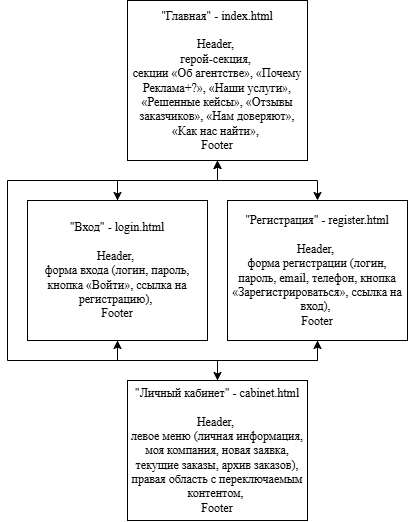 "Главная" - index.html
Header,
герой-секция,
секции «Об агентстве», «Почему
Реклама+?», «Наши услуги»,
«Решенные кейсы», «Отзывы
заказчиков», «Нам доверяют»,
«Как нас найти»,
Footer
"Вход" - login.html
Header,
форма входа (логин, пароль,
кнопка «Войти», ссылка на
регистрацию),
Footer
"Регистрация" - register.html
Header,
форма регистрации (логин,
пароль, email, телефон, кнопка
«Зарегистрироваться», ссылка на
вход),
Footer
"Личный кабинет" - cabinet.html
Header,
левое меню (личная информация,
моя компания, новая заявка,
текущие заказы, архив заказов),
правая область с переключаемым
контентом,
Footer